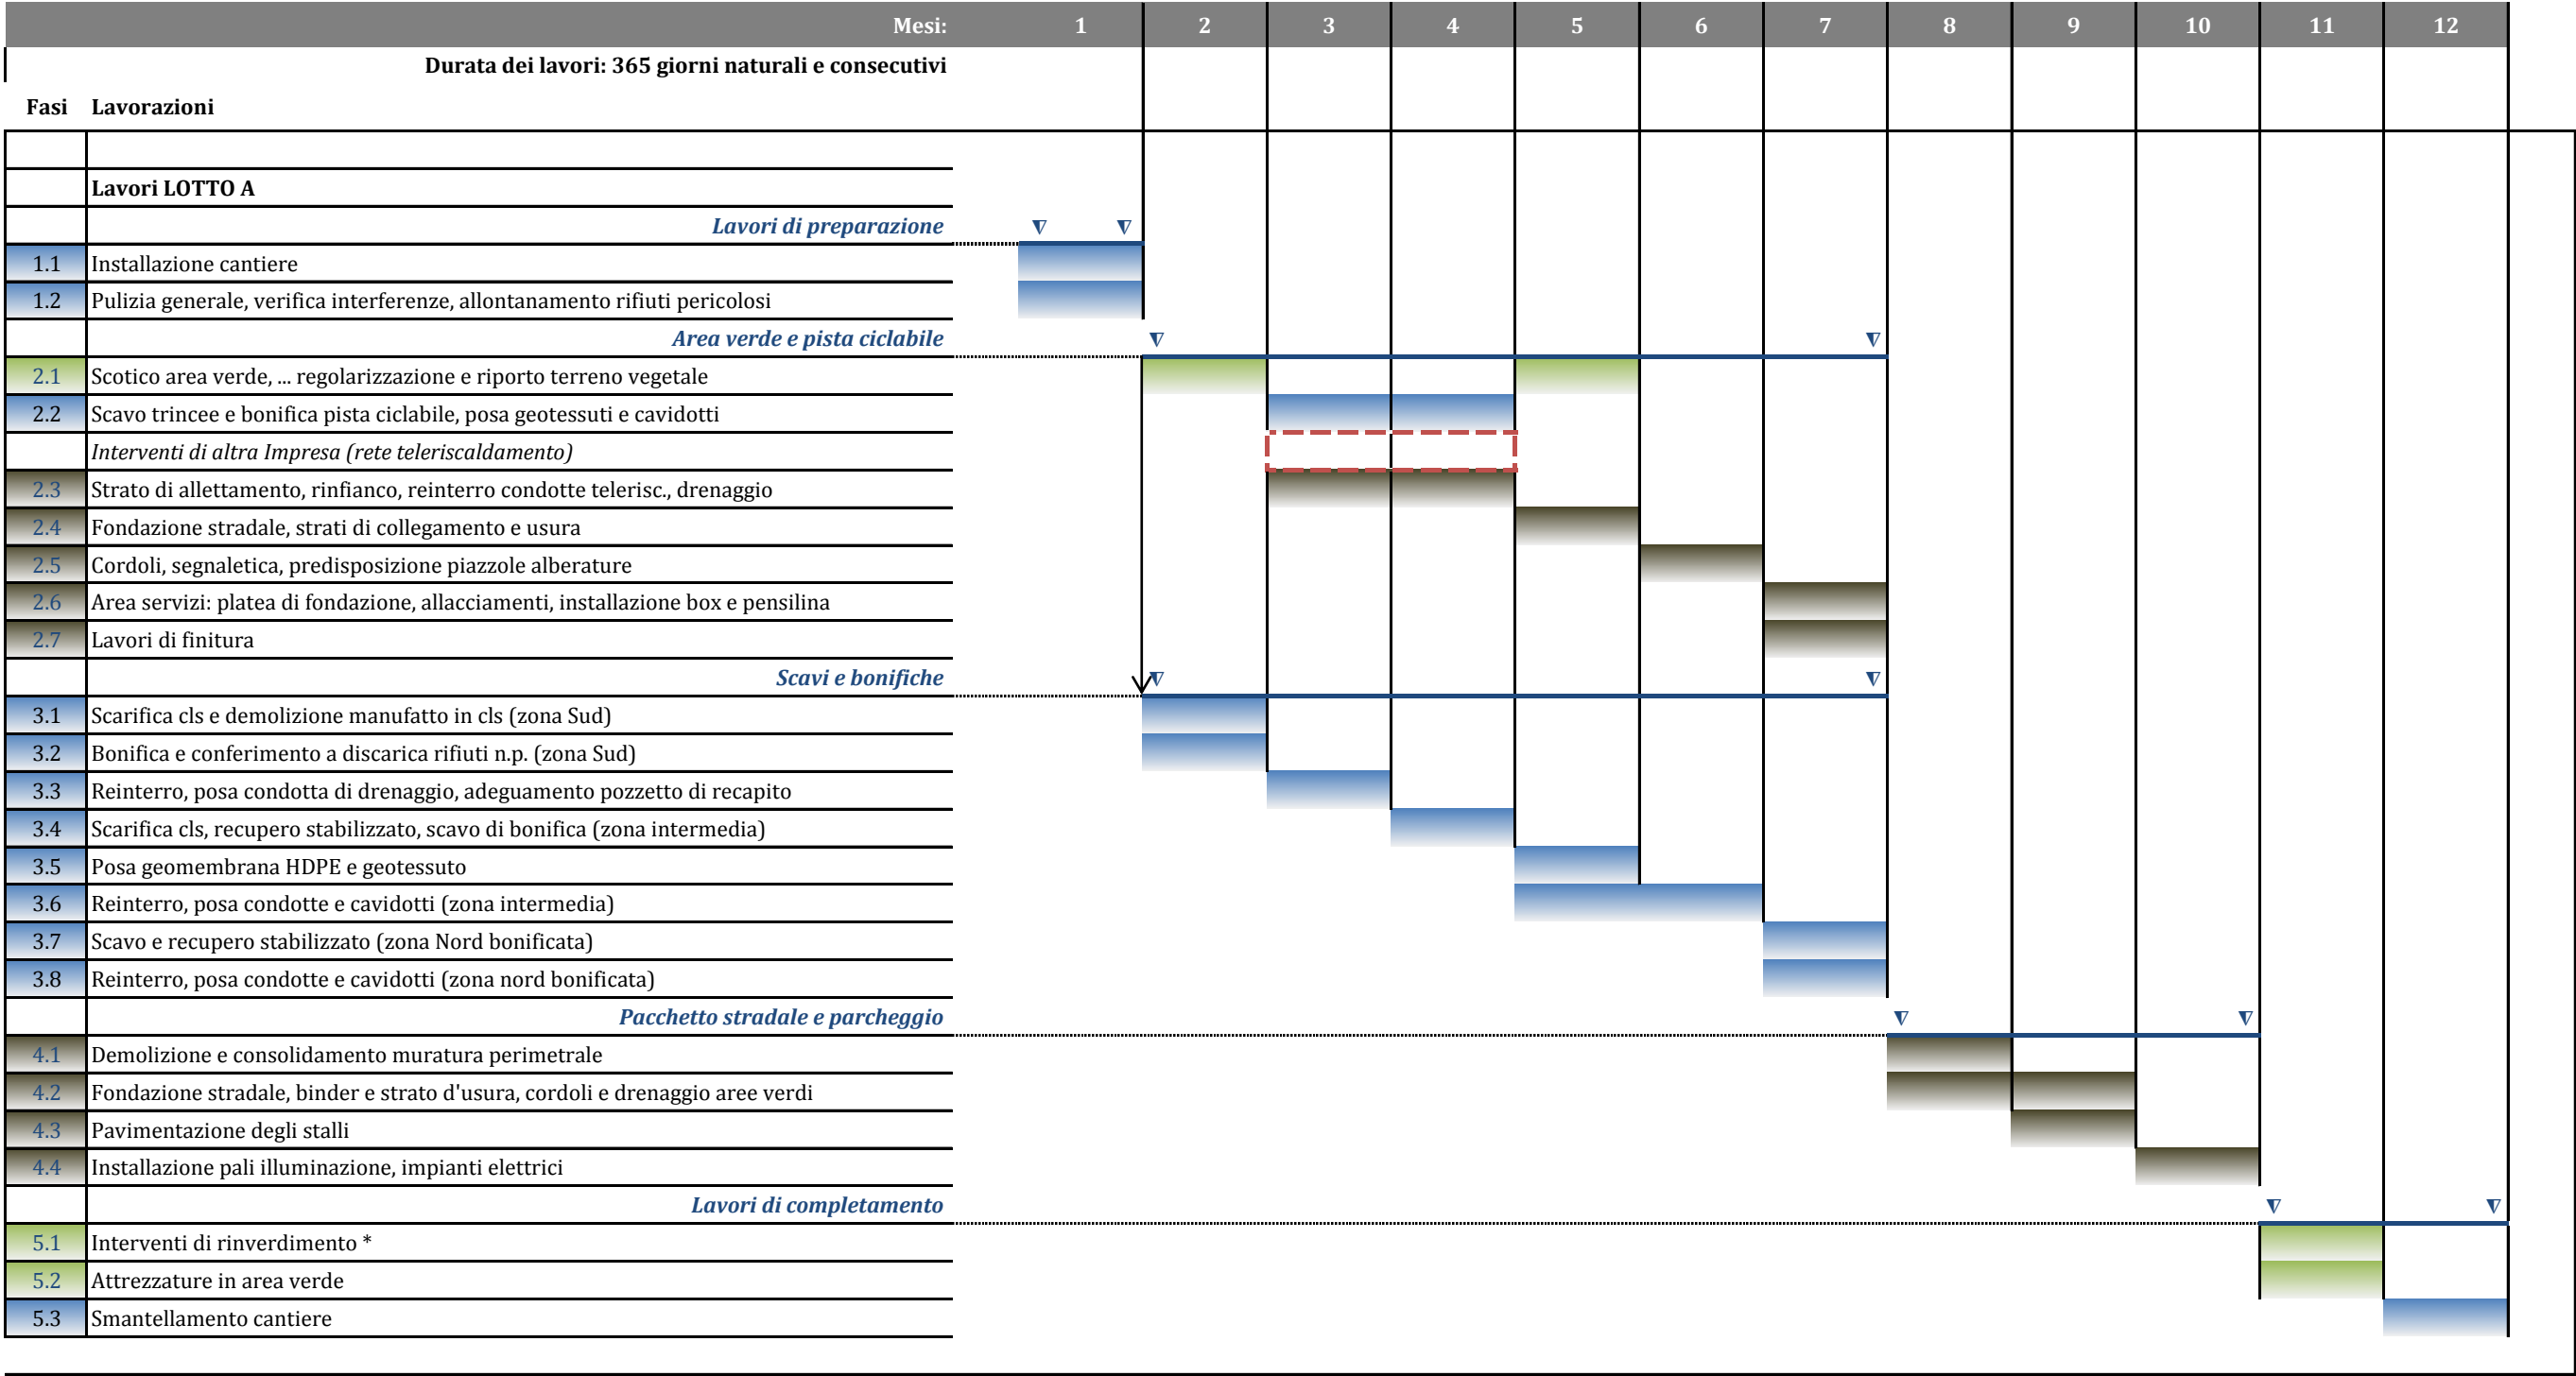 Mesi: 1 2 3 4 5 6 7 8 9 10 11 12
Durata dei lavori: 365 giorni naturali e consecutivi
Fasi Lavorazioni
Lavori LOTTO A
Lavori di preparazione
1.1 Installazione cantiere
1.2 Pulizia generale, verifica interferenze, allontanamento rifiuti pericolosi
Area verde e pista ciclabile
2.1 Scotico area verde, ... regolarizzazione e riporto terreno vegetale
2.2 Scavo trincee e bonifica pista ciclabile, posa geotessuti e cavidotti
Interventi di altra Impresa (rete teleriscaldamento)
2.3 Strato di allettamento, rinfianco, reinterro condotte telerisc., drenaggio
2.4 Fondazione stradale, strati di collegamento e usura
2.5 Cordoli, segnaletica, predisposizione piazzole alberature
2.6 Area servizi: platea di fondazione, allacciamenti, installazione box e pensilina
2.7 Lavori di finitura
Scavi e bonifiche
3.1 Scarifica cls e demolizione manufatto in cls (zona Sud)
3.2 Bonifica e conferimento a discarica rifiuti n.p. (zona Sud)
3.3 Reinterro, posa condotta di drenaggio, adeguamento pozzetto di recapito
3.4 Scarifica cls, recupero stabilizzato, scavo di bonifica (zona intermedia)
3.5 Posa geomembrana HDPE e geotessuto
3.6 Reinterro, posa condotte e cavidotti (zona intermedia)
3.7 Scavo e recupero stabilizzato (zona Nord bonificata)
3.8 Reinterro, posa condotte e cavidotti (zona nord bonificata)
Pacchetto stradale e parcheggio
4.1 Demolizione e consolidamento muratura perimetrale
4.2 Fondazione stradale, binder e strato d'usura, cordoli e drenaggio aree verdi
4.3 Pavimentazione degli stalli
4.4 Installazione pali illuminazione, impianti elettrici
Lavori di completamento
5.1 Interventi di rinverdimento *
5.2 Attrezzature in area verde
5.3 Smantellamento cantiere